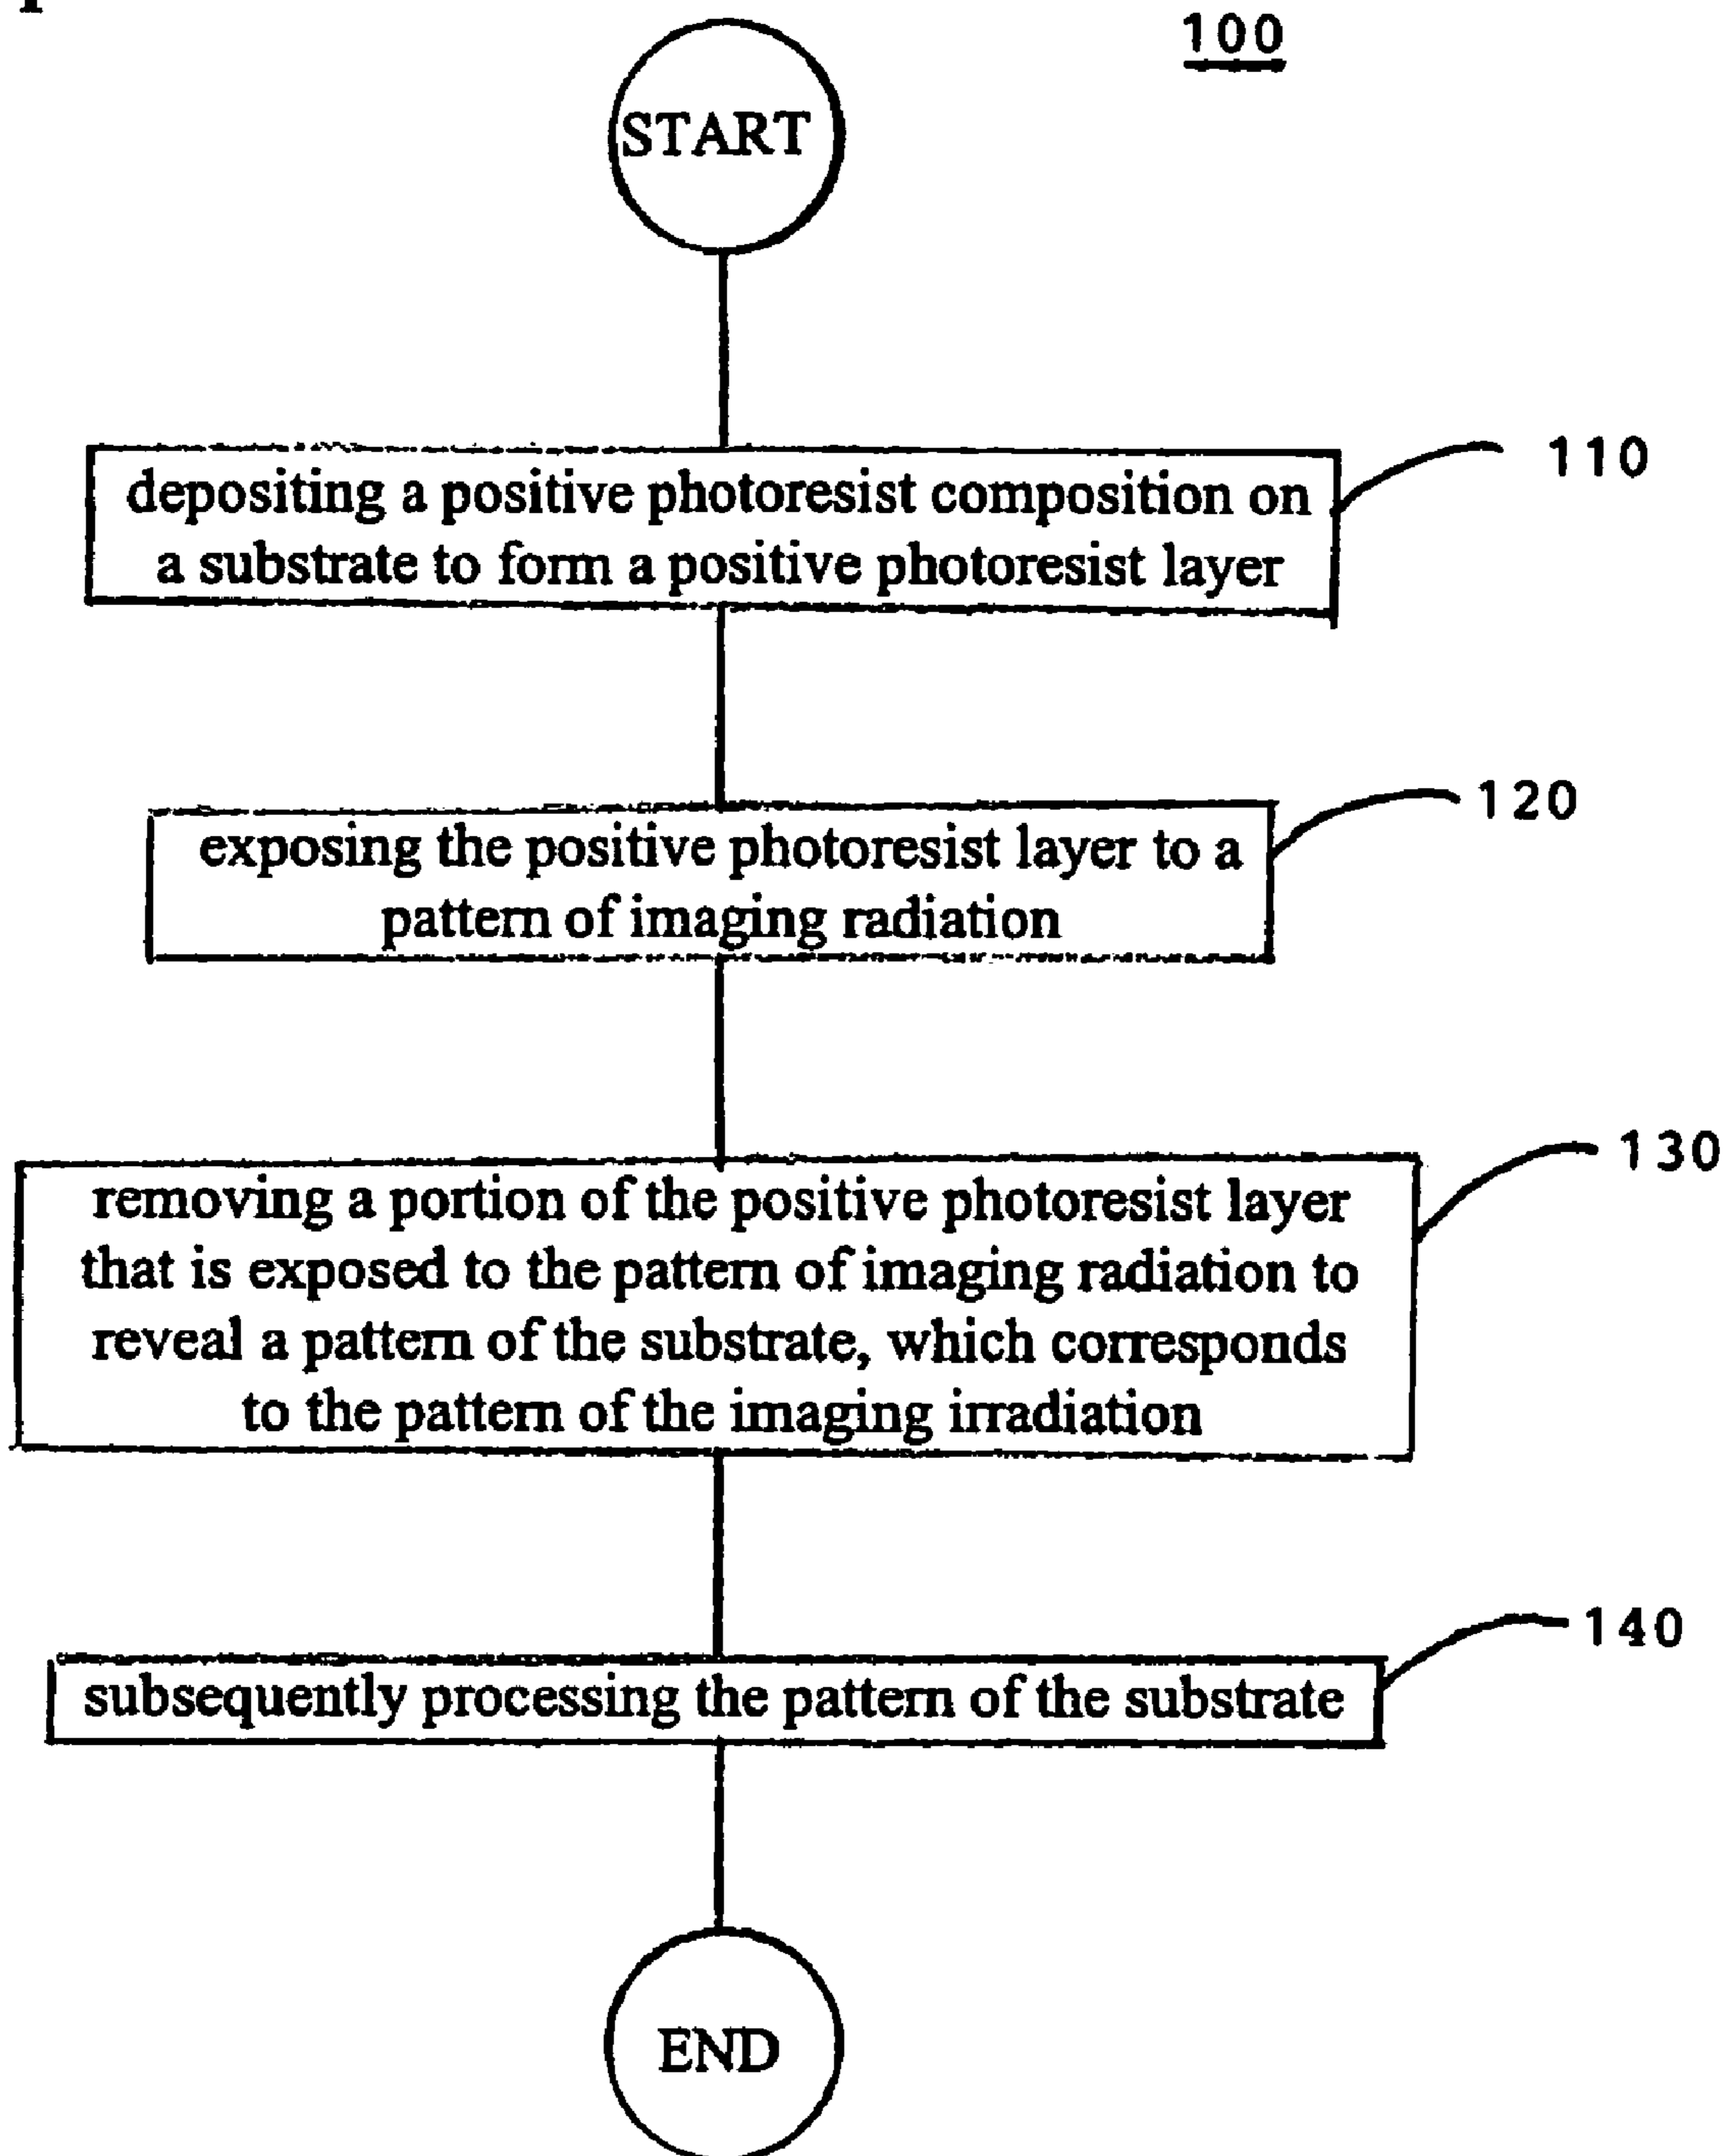 100
START
depositing a positive photoresist composition on
a substrate to form a positive photoresist layer
110
exposing the positive photoresist layer to a
pattern of imaging radiation
120
removing a portion of the positive photoresist layer
that is exposed to the pattern of imaging radiation to
reveal a pattern of the substrate, which corresponds
to the pattern of the imaging irradiation
130
subsequently processing the pattern of the substrate
140
END